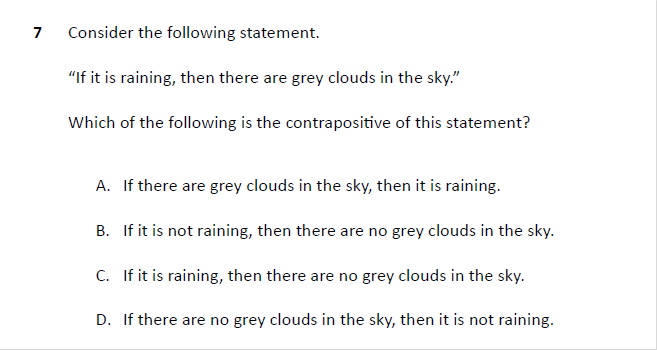 7 Consider the following statement.
“If it is raining, then there are grey clouds in the sky.”
Which of the following is the contrapositive of this statement?
A. If there are grey clouds in the sky, then it is raining.
B. If it is not raining, then there are no grey clouds in the sky.
C. If it is raining, then there are no grey clouds in the sky.
D. If there are no grey clouds in the sky, then it is not raining.